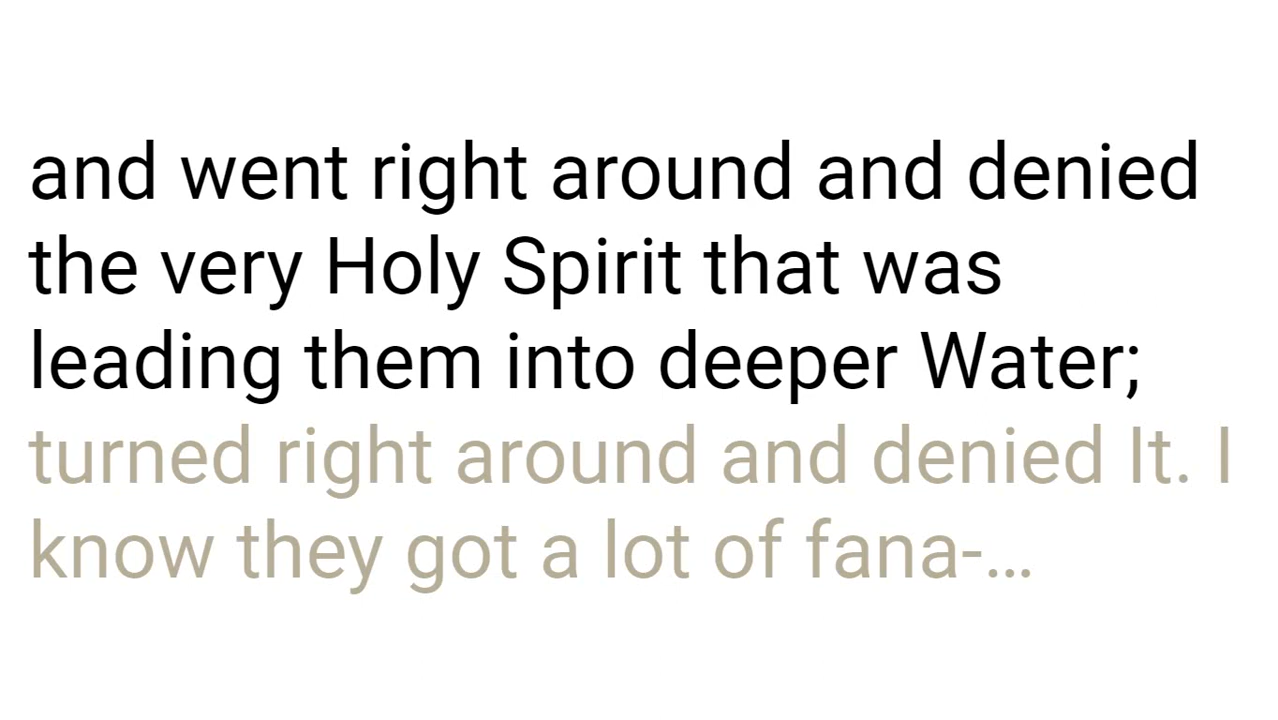 and went right around and denied
the very Holy Spirit that was
leading them into deeper Water;
turned right around and denied It. I
know they got a lot of fana-...